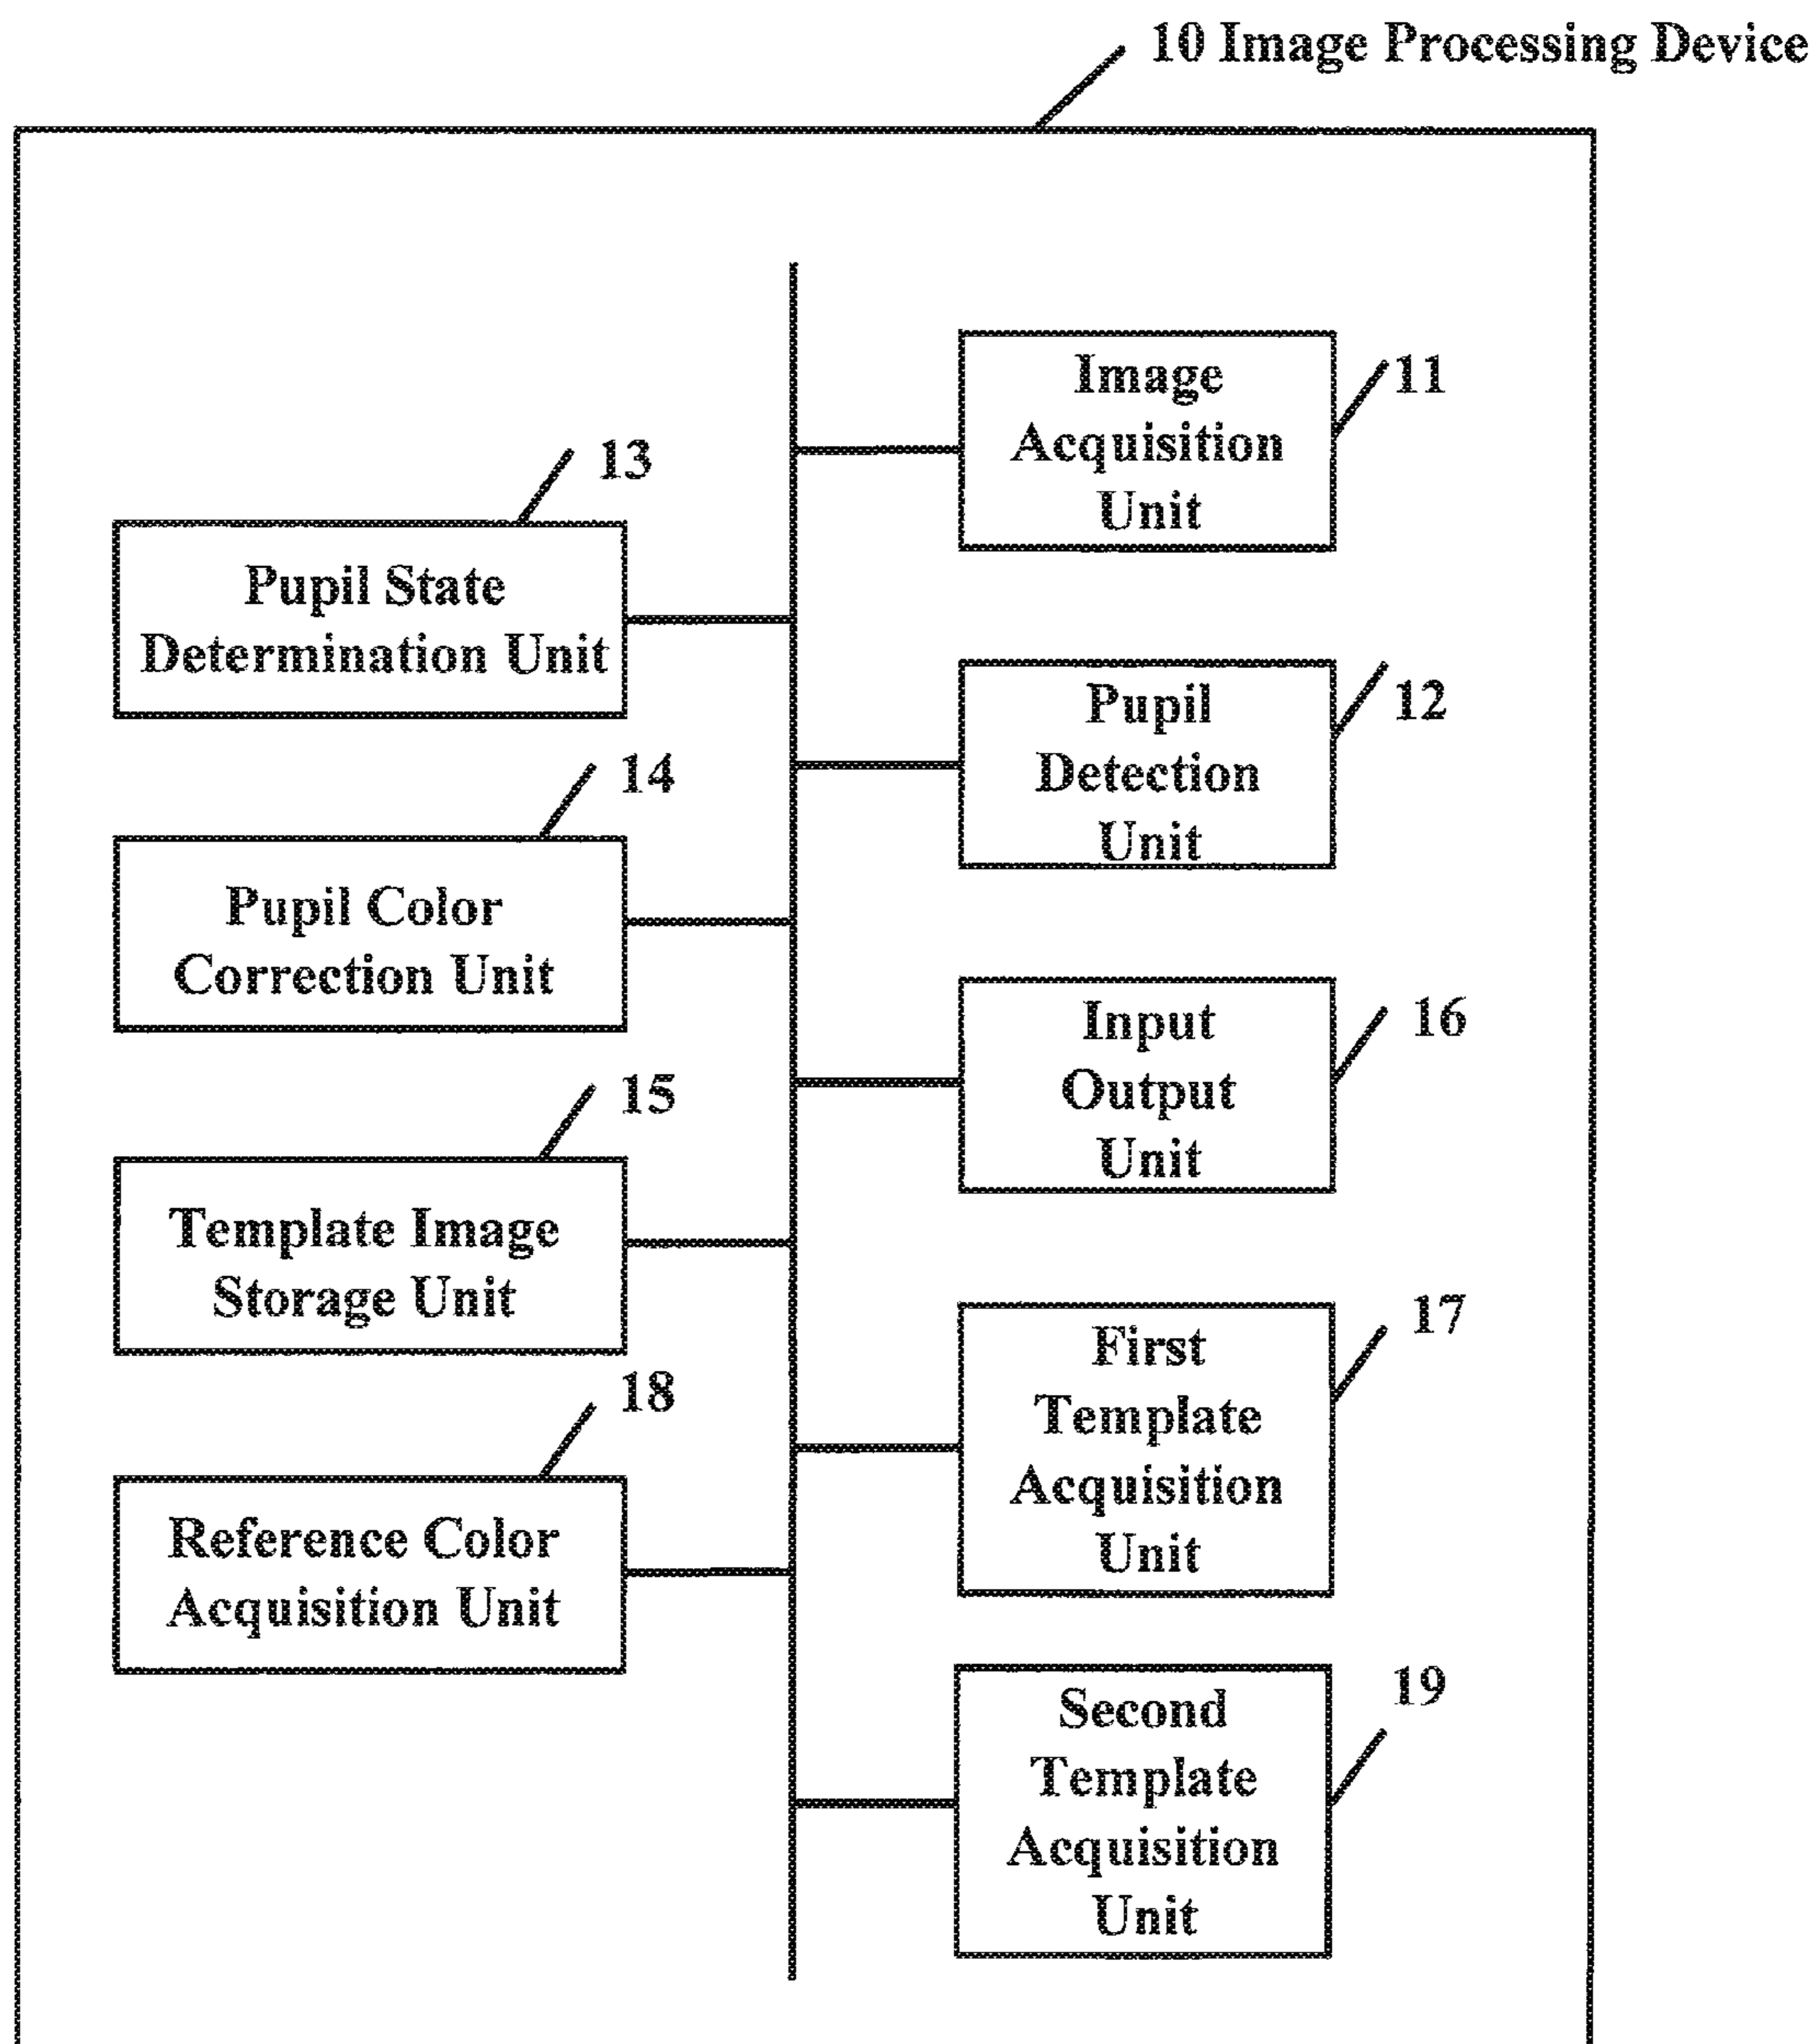 10 Image Processing Device
13
Pupil State
Determination Unit
14
Pupil Color
Correction Unit
15
Template Image
Storage Unit
18
Reference Color
Acquisition Unit
Image
Acquisition
Unit
11
Pupil
Detection
Unit
12
Input
Output
Unit
16
First
Template
Acquisition
Unit
17
Second
Template
Acquisition
Unit
19